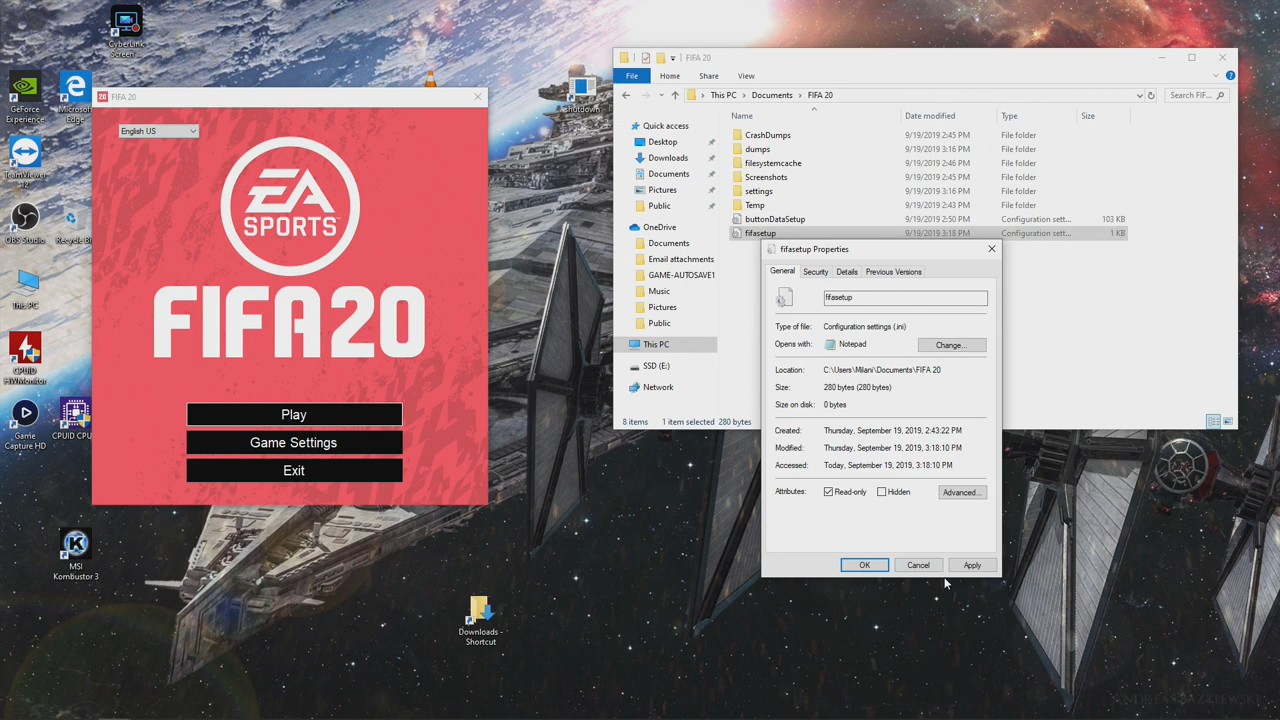 CyberLink
Screen...
GeForce
Experience
Microsoft
Edge
TeamViewer
12
OBS Studio
This PC
CPUID
HWMonitor
Game
Capture HD
CPUID CPU
MSI
Kombustor 3
shutdown
Downloads -
Shortcut
20 FIFA 20
English US
EA
SPORTS™
FIFA 20
Play
Game Settings
Exit
FIFA 20
File Home Share View
This PC > Documents > FIFA 20
Search FIF...
Name Date modified Type Size
Quick access
Desktop
Downloads
Documents
Pictures
Public
OneDrive
Documents
Email attachments
GAME-AUTOSAVE1
Music
Pictures
Public
This PC
SSD (E:)
Network
CrashDumps 9/19/2019 2:45 PM File folder
dumps 9/19/2019 3:16 PM File folder
filesystemcache 9/19/2019 2:46 PM File folder
Screenshots 9/19/2019 2:45 PM File folder
settings 9/19/2019 3:16 PM File folder
Temp 9/19/2019 2:43 PM File folder
buttonDataSetup 9/19/2019 2:50 PM Configuration sett... 103 KB
fifasetup 9/19/2019 3:18 PM Configuration sett... 1 KB
8 items 1 item selected 280 bytes
fifasetup Properties
General Security Details Previous Versions
fifasetup
Type of file: Configuration settings (.ini)
Opens with: Notepad Change...
Location: C:\Users\Milani\Documents\FIFA 20
Size: 280 bytes (280 bytes)
Size on disk: 0 bytes
Created: Thursday, September 19, 2019, 2:43:22 PM
Modified: Thursday, September 19, 2019, 3:18:10 PM
Accessed: Today, September 19, 2019, 3:18:10 PM
Attributes: Read-only Hidden Advanced...
OK Cancel Apply